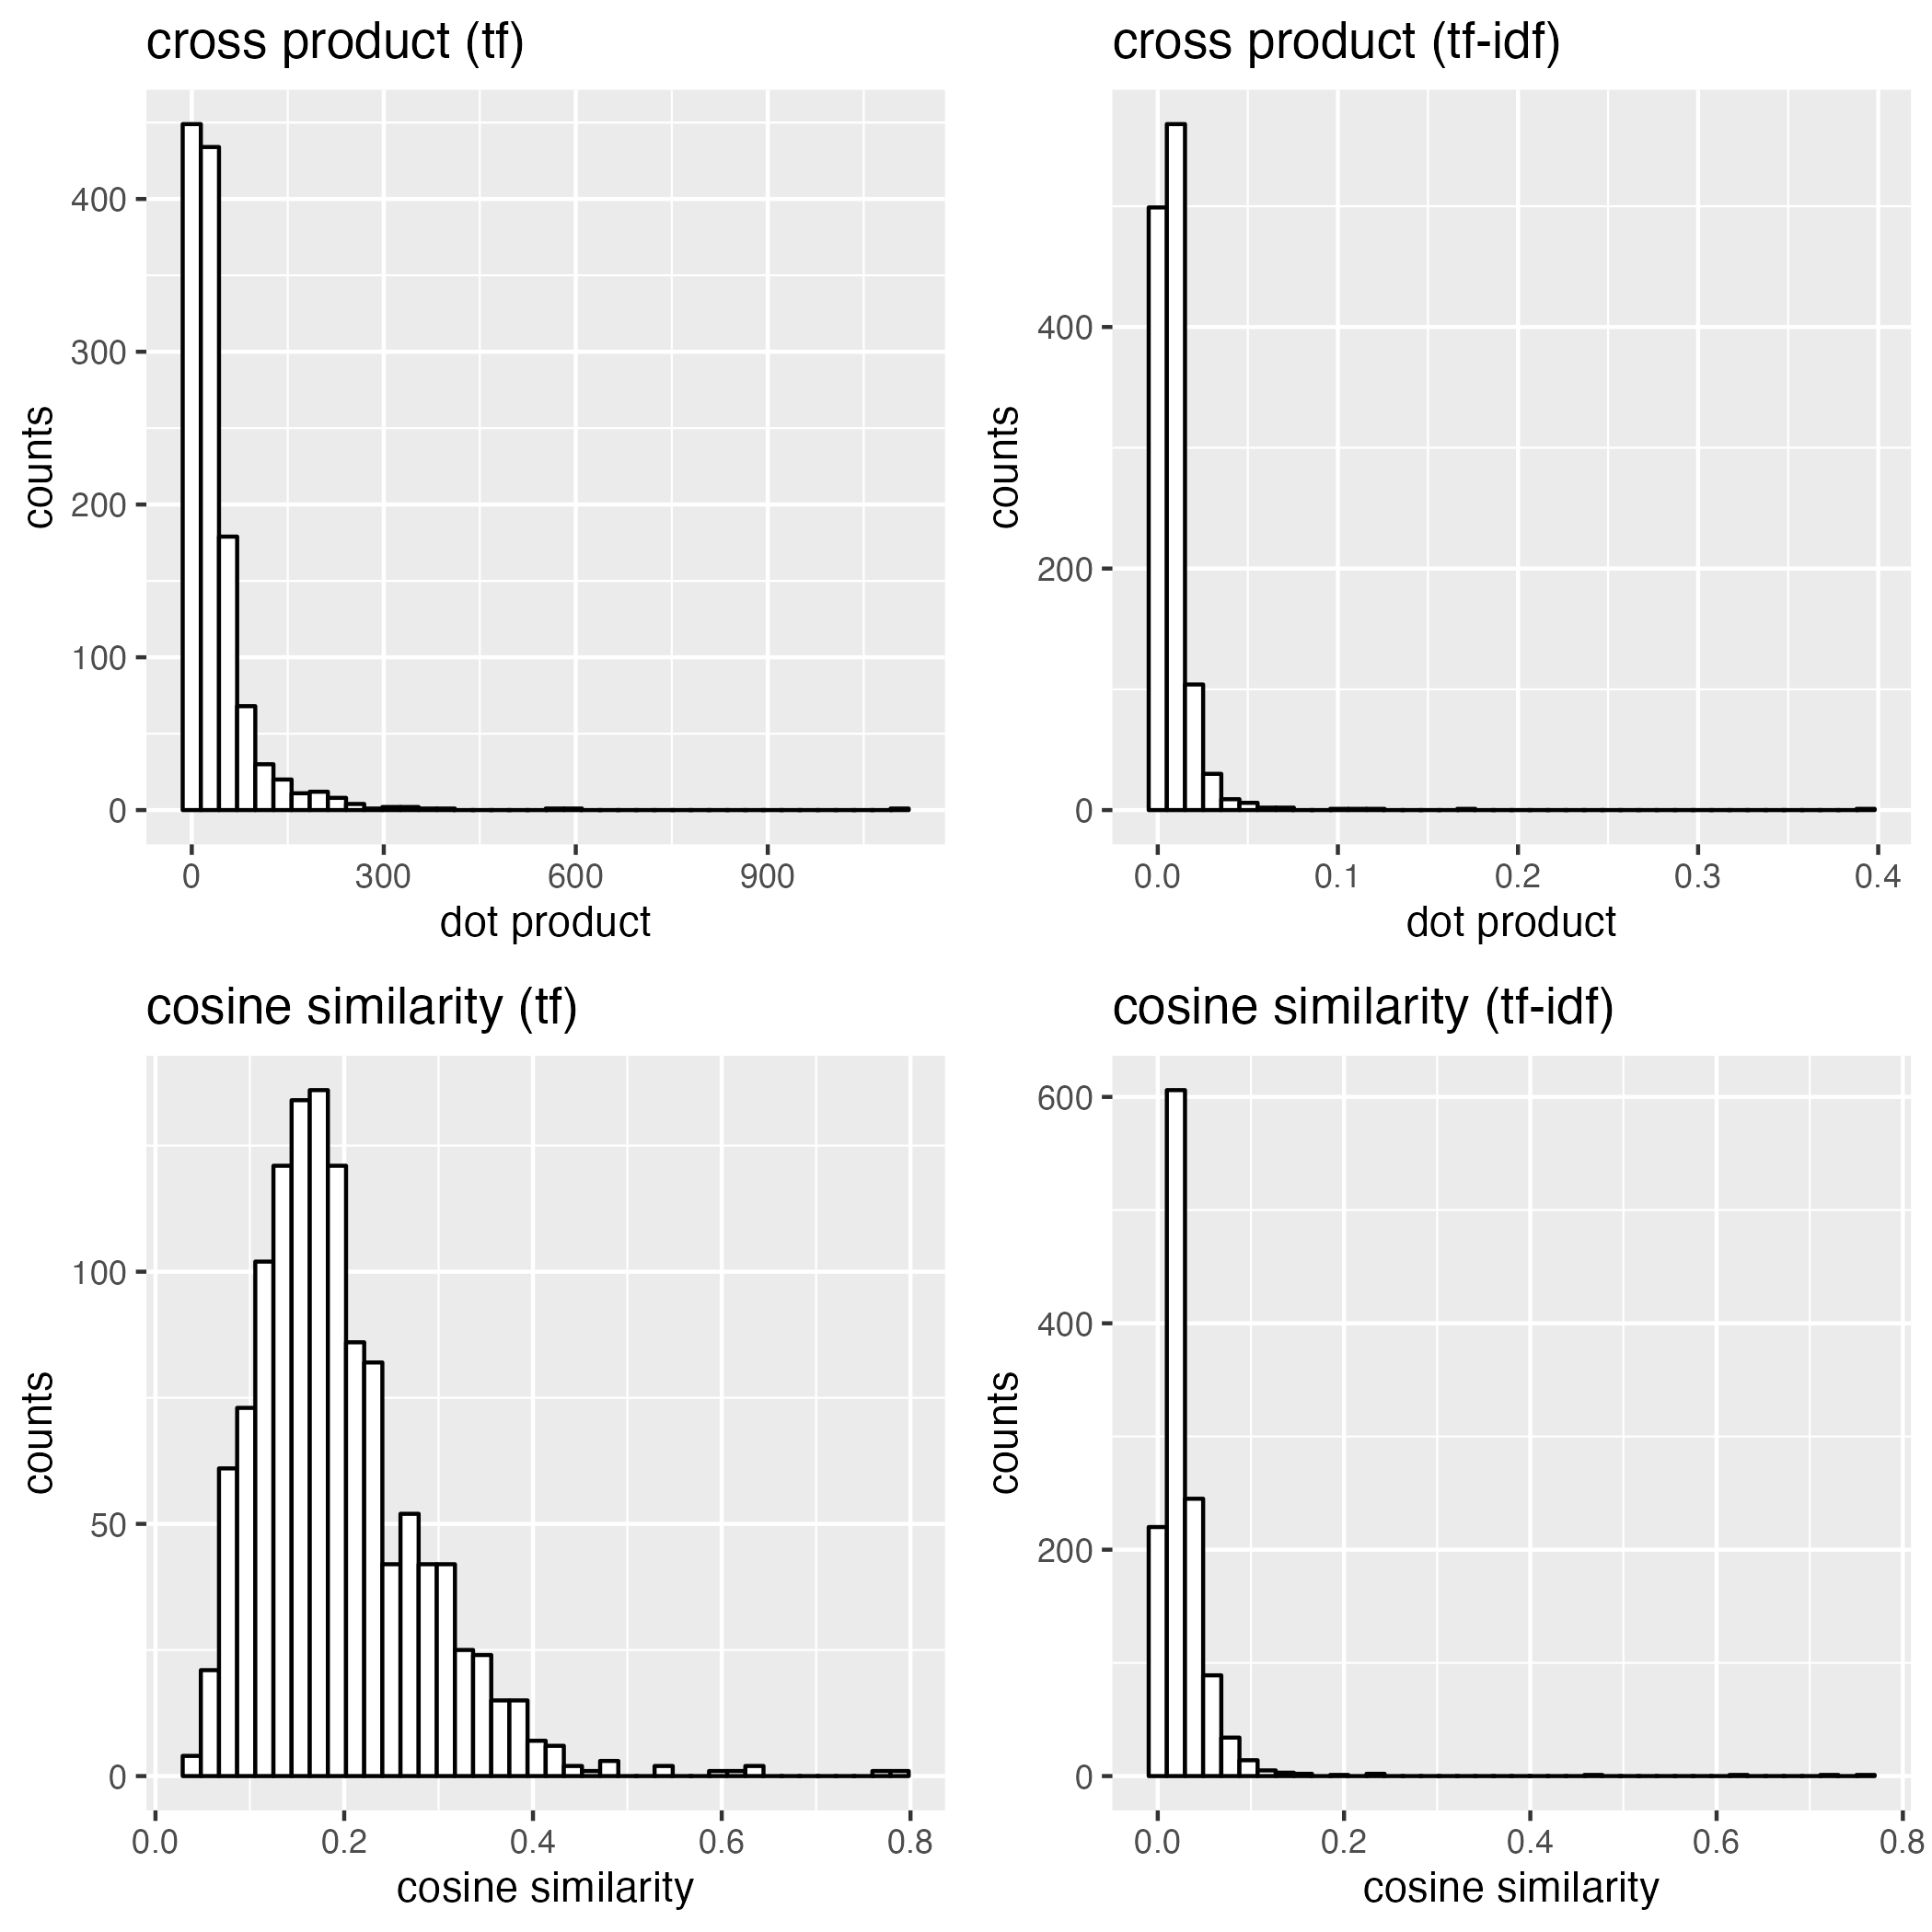 cross product (tf)
counts
400
300
200
100
0
0 300 600 900
dot product
cross product (tf-idf)
counts
400
200
0
0.0 0.1 0.2 0.3 0.4
dot product
cosine similarity (tf)
counts
100
50
0
0.0 0.2 0.4 0.6 0.8
cosine similarity
cosine similarity (tf-idf)
counts
600
400
200
0
0.0 0.2 0.4 0.6 0.8
cosine similarity